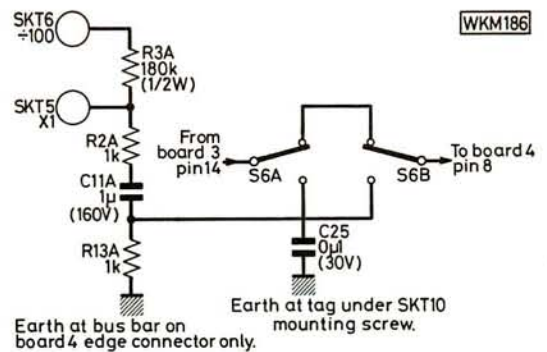 SKT6
÷100
WKM186
R3A
180k
(1/2W)
SKT5
X1
R2A
1k
From
board 3
pin14
S6A
S6B
To board 4
pin 8
C11A
1µ
(160V)
C25
0µ1
(30V)
R13A
1k
Earth at bus bar on
board 4 edge connector only.
Earth at tag under SKT10
mounting screw.